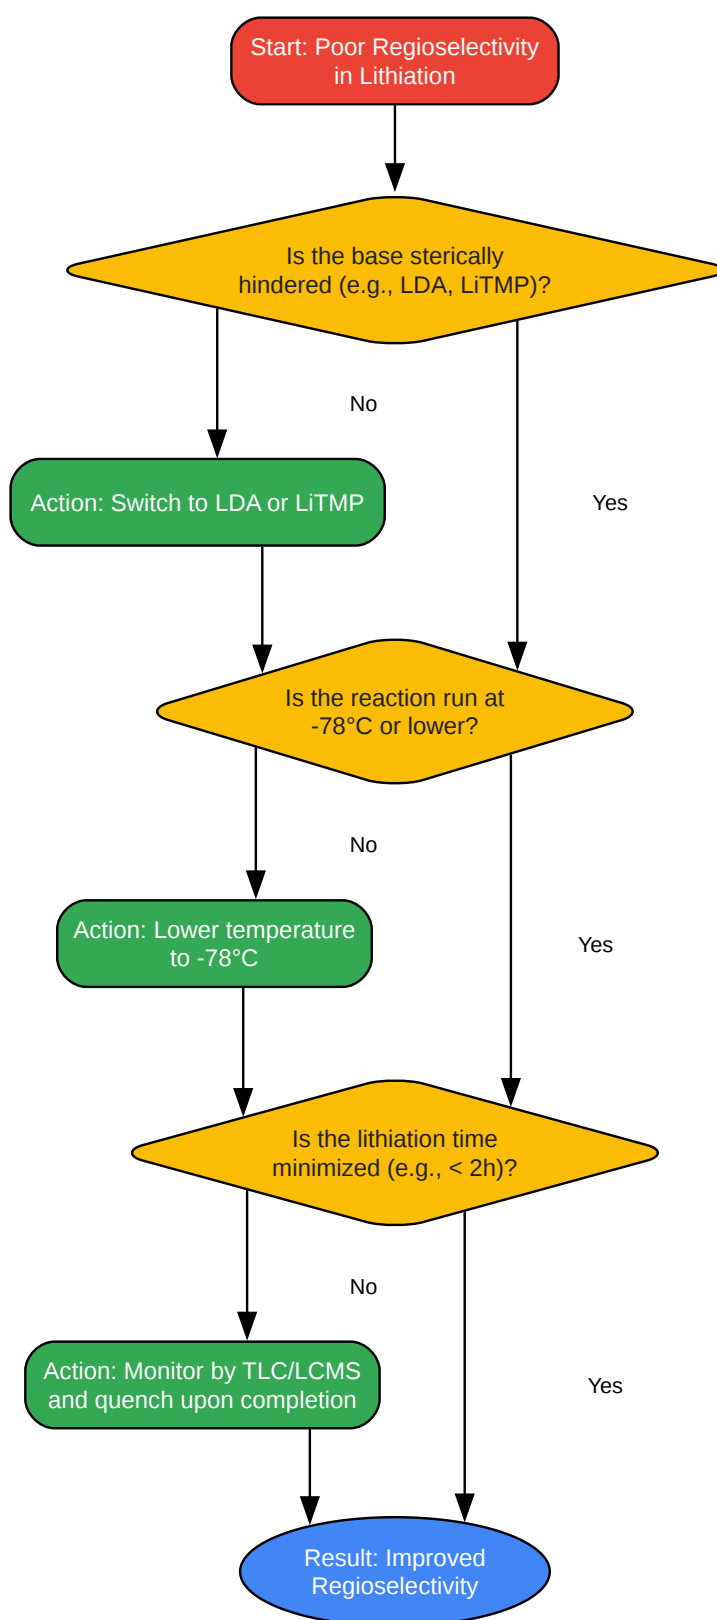 Start: Poor Regioselectivity
in Lithiation
Is the base sterically
hindered (e.g., LDA, LiTMP)?
No
Action: Switch to LDA or LiTMP
Yes
Is the reaction run at
-78°C or lower?
No
Action: Lower temperature
to -78°C
Yes
Is the lithiation time
minimized (e.g., < 2h)?
No
Action: Monitor by TLC/LCMS
and quench upon completion
Yes
Result: Improved
Regioselectivity